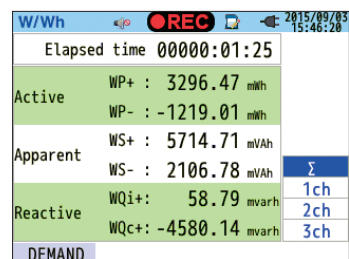 W/Wh REC 2015/09/03
15:46:20
Elapsed time 00000:01:25
Active
WP+ : 3296.47 mWh
WP- : -1219.01 mWh
Apparent
WS+ : 5714.71 mVAh
WS- : 2106.78 mVAh
Reactive
WQi+: 58.79 mvarh
WQc+: -4580.14 mvarh
Σ
1ch
2ch
3ch
DEMAND